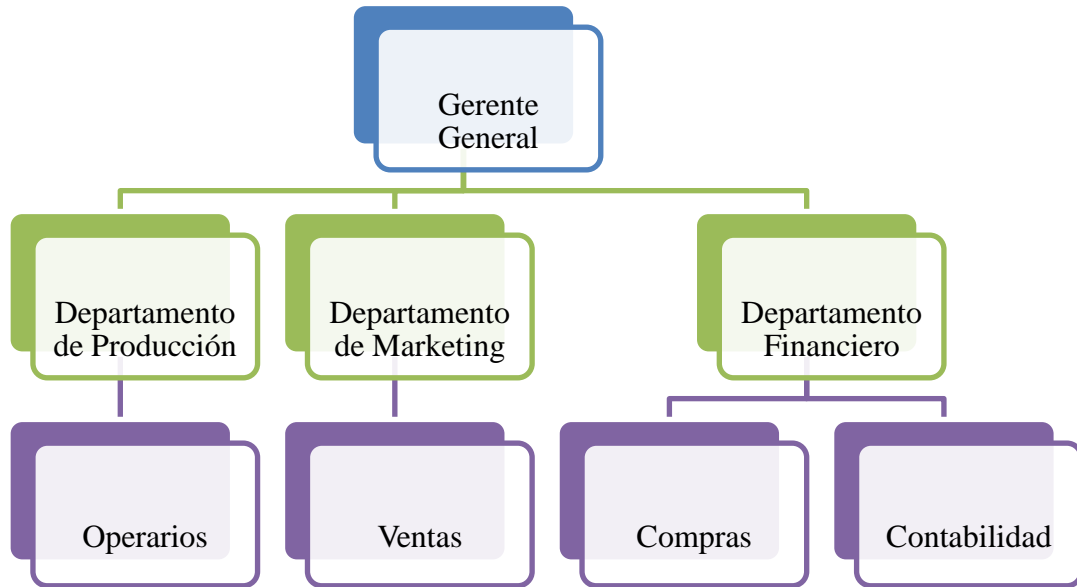 Gerente
General
Departamento
de Producción
Departamento
de Marketing
Departamento
Financiero
Operarios
Ventas
Compras
Contabilidad